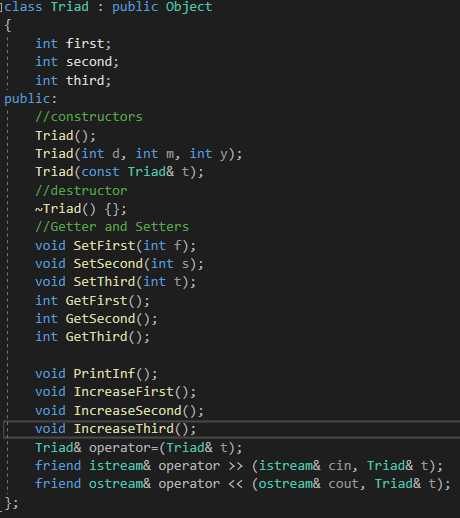 class Triad : public Object
{
int first;
int second;
int third;
public:
//constructors
Triad();
Triad(int d, int m, int y);
Triad(const Triad& t);
//destructor
~Triad() {};
//Getter and Setters
void SetFirst(int f);
void SetSecond(int s);
void SetThird(int t);
int GetFirst();
int GetSecond();
int GetThird();
void PrintInf();
void IncreaseFirst();
void IncreaseSecond();
void IncreaseThird();
Triad& operator=(Triad& t);
friend istream& operator >> (istream& cin, Triad& t);
friend ostream& operator << (ostream& cout, Triad& t);
};